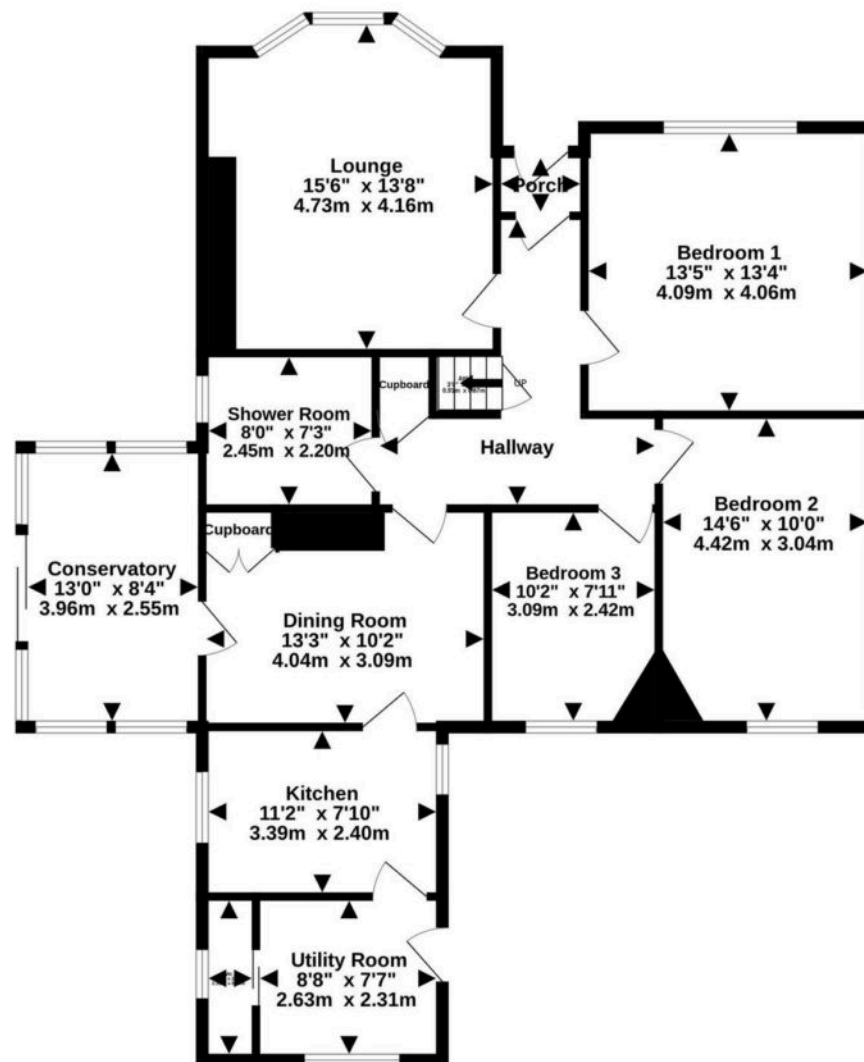 Lounge
15'6" x 13'8"
4.73m x 4.16m
Porch
Bedroom 1
13'5" x 13'4"
4.09m x 4.06m
Cupboard
UP
Shower Room
8'0" x 7'3"
2.45m x 2.20m
Hallway
Bedroom 2
14'6" x 10'0"
4.42m x 3.04m
Cupboard
Conservatory
13'0" x 8'4"
3.96m x 2.55m
Bedroom 3
10'2" x 7'11"
3.09m x 2.42m
Dining Room
13'3" x 10'2"
4.04m x 3.09m
Kitchen
11'2" x 7'10"
3.39m x 2.40m
Utility Room
8'8" x 7'7"
2.63m x 2.31m